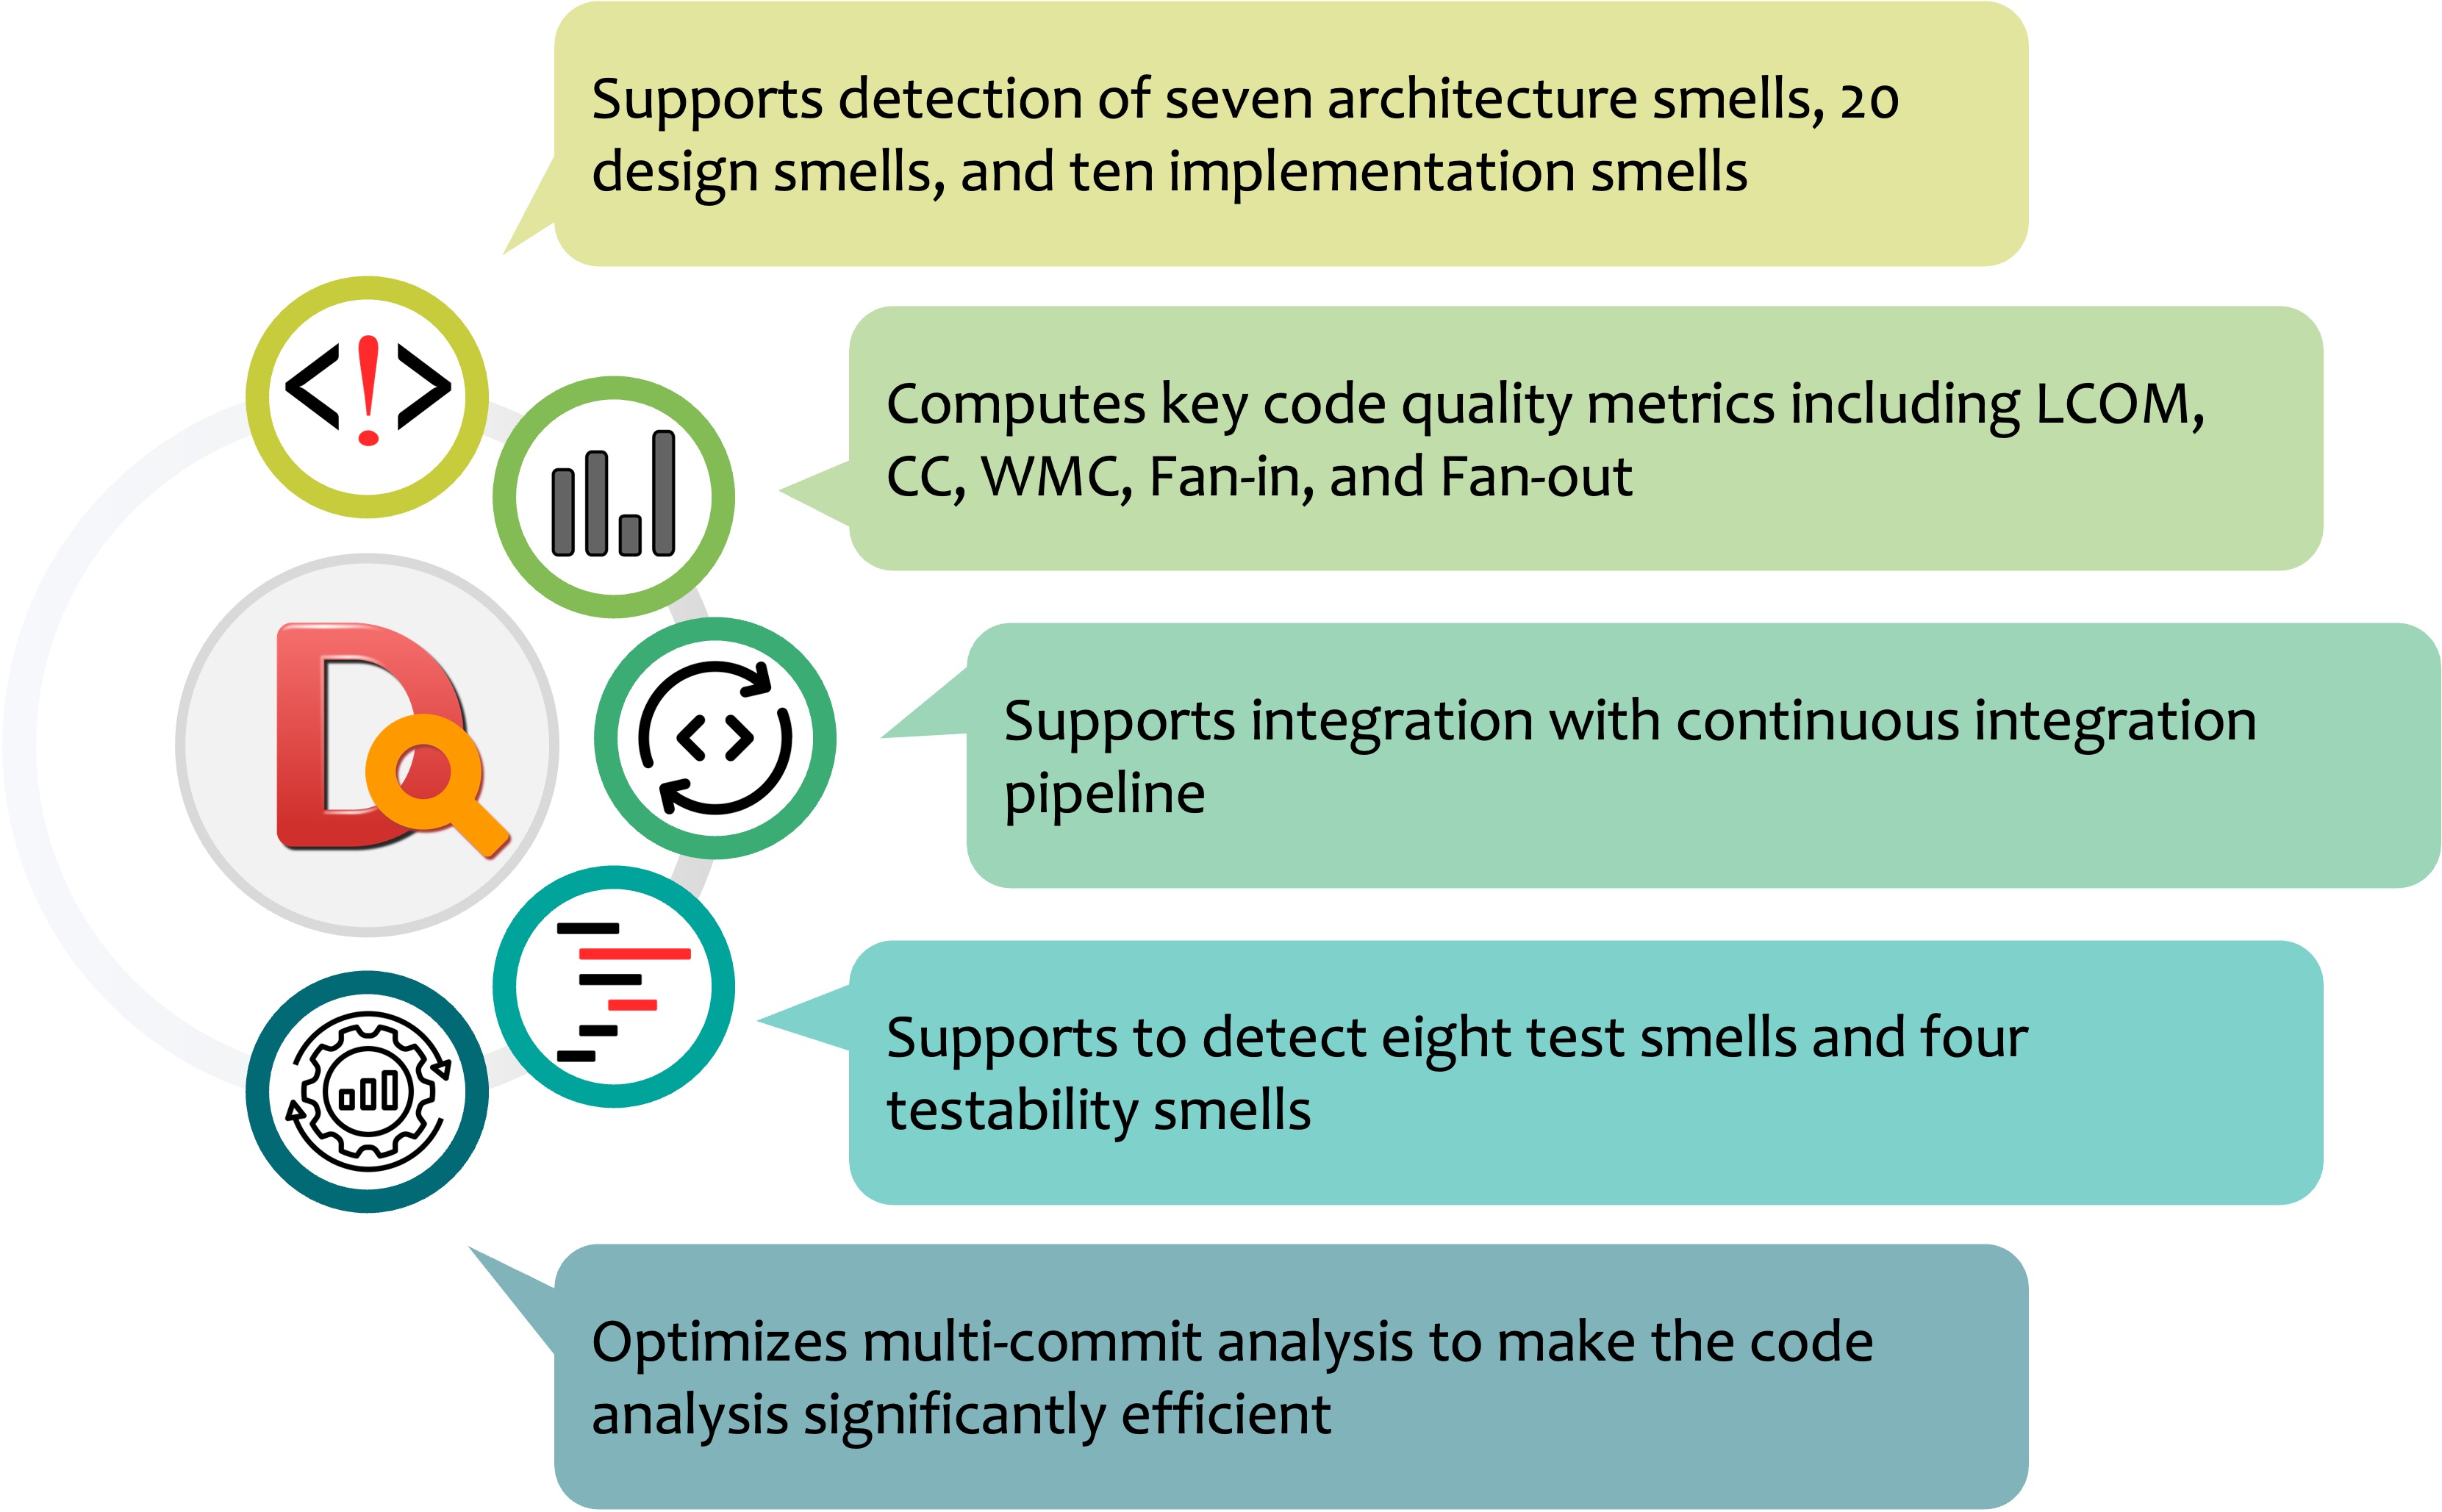 Supports detection of seven architecture smells, 20
design smells, and ten implementation smells
Computes key code quality metrics including LCOM,
CC, WMC, Fan-in, and Fan-out
Supports integration with continuous integration
pipeline
Supports to detect eight test smells and four
testability smells
Optimizes multi-commit analysis to make the code
analysis significantly efficient